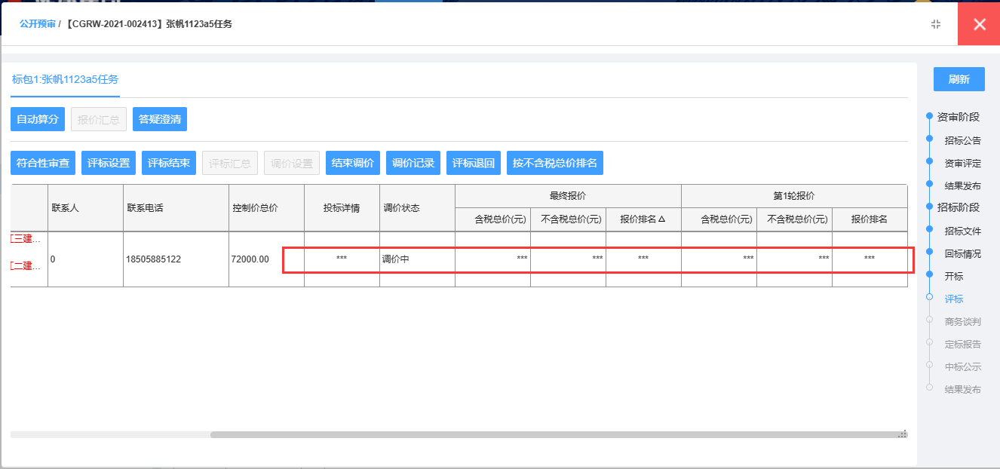 公开预审 / 【CGRW-2021-002413】张帆1123a5任务
标包1:张帆1123a5任务
刷新
自动算分 报价汇总 答疑澄清
符合性审查 评标设置 评标结束 评标汇总 调价设置 结束调价 调价记录 评标退回 按不含税总价排名
联系人 联系电话 控制价总价 投标详情 调价状态 最终报价 第1轮报价
含税总价(元) 不含税总价(元) 报价排名 含税总价(元) 不含税总价(元) 报价排名
三建...
0 18505885122 72000.00 *** 调价中 *** *** *** *** *** ***
二建...
资审阶段
招标公告
资审评定
结果发布
招标阶段
招标文件
回标情况
开标
评标
商务谈判
定标报告
中标公示
结果发布